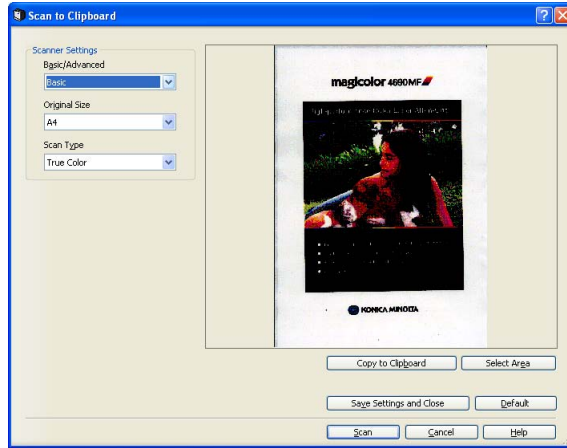 Scan to Clipboard
Scanner Settings
Basic/Advanced
Basic
Original Size
A4
Scan Type
True Color
magicolor 4690MF
KONICA MINOLTA
Copy to Clipboard
Select Area
Save Settings and Close
Default
Scan
Cancel
Help